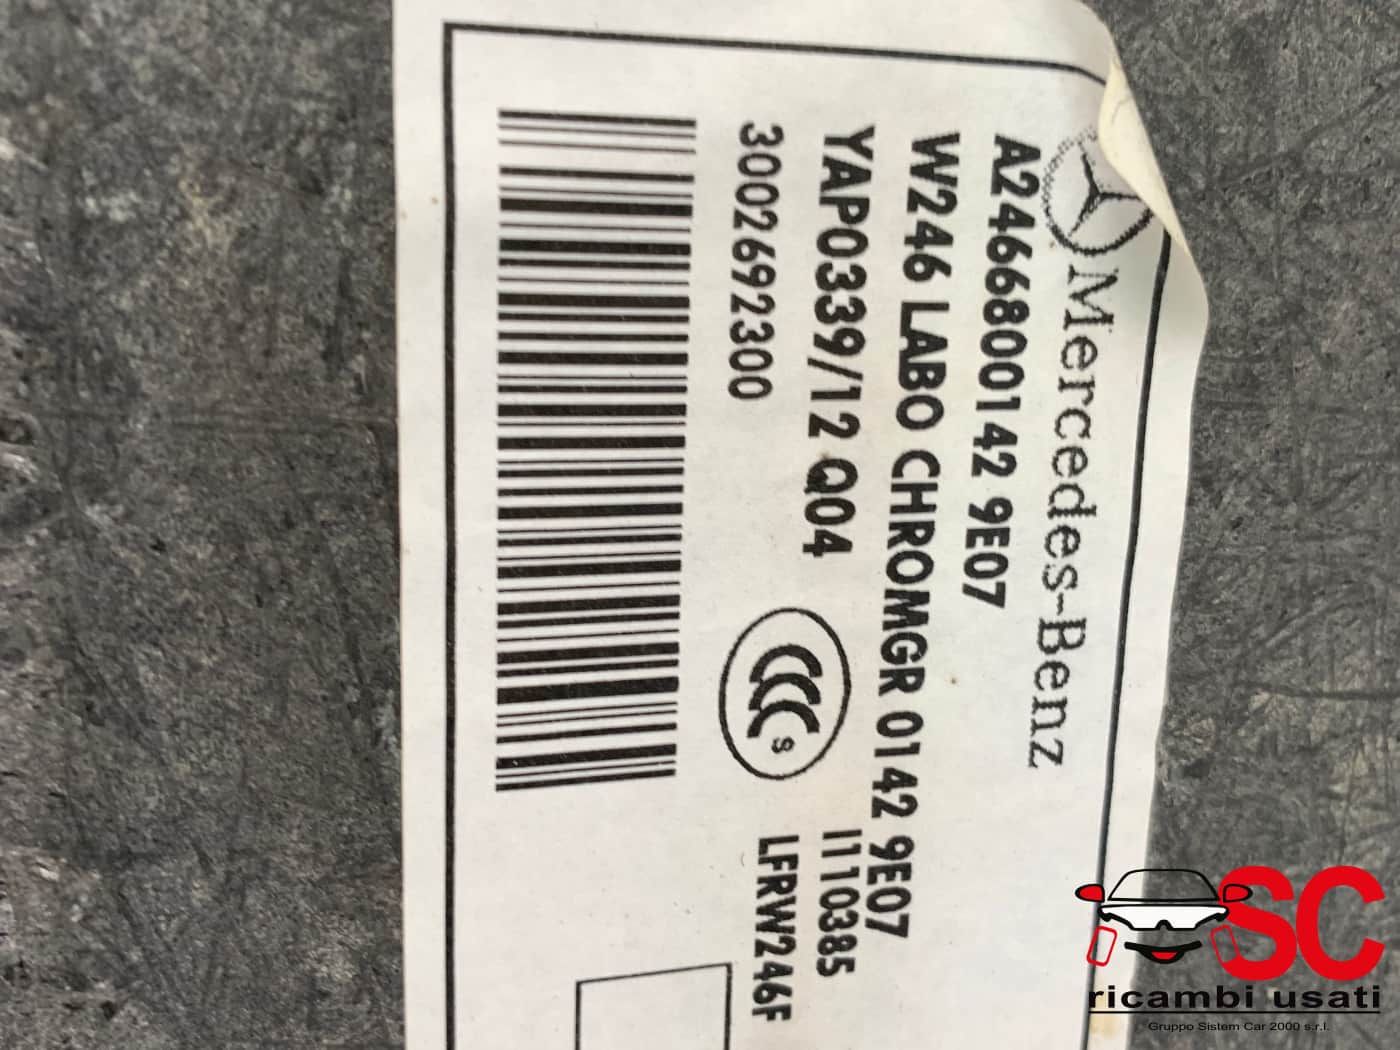 Mercedes-Benz
A2466800142 9E07
W246 LABO CHROMGR 0142 9E07
YAP0339/12 Q04
I110385
3002692300
S
LFRW246F
SC
ricambi usati
Gruppo Sistem Car 2000 s.r.l.